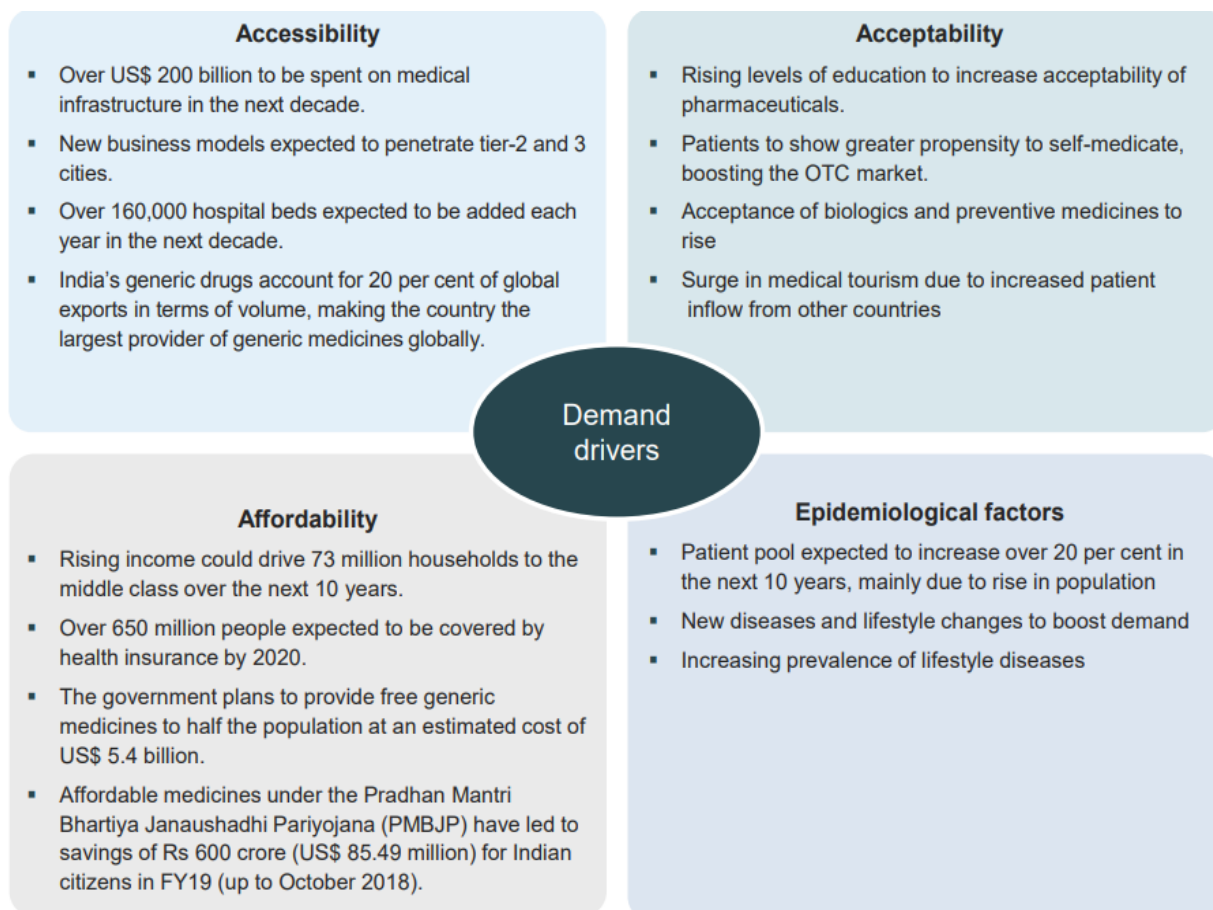 Accessibility
▪ Over US$ 200 billion to be spent on medical
infrastructure in the next decade.
▪ New business models expected to penetrate tier-2 and 3
cities.
▪ Over 160,000 hospital beds expected to be added each
year in the next decade.
▪ India’s generic drugs account for 20 per cent of global
exports in terms of volume, making the country the
largest provider of generic medicines globally.
Acceptability
▪ Rising levels of education to increase acceptability of
pharmaceuticals.
▪ Patients to show greater propensity to self-medicate,
boosting the OTC market.
▪ Acceptance of biologics and preventive medicines to
rise
▪ Surge in medical tourism due to increased patient
inflow from other countries
Demand
drivers
Affordability
▪ Rising income could drive 73 million households to the
middle class over the next 10 years.
▪ Over 650 million people expected to be covered by
health insurance by 2020.
▪ The government plans to provide free generic
medicines to half the population at an estimated cost of
US$ 5.4 billion.
▪ Affordable medicines under the Pradhan Mantri
Bhartiya Janaushadhi Pariyojana (PMBJP) have led to
savings of Rs 600 crore (US$ 85.49 million) for Indian
citizens in FY19 (up to October 2018).
Epidemiological factors
▪ Patient pool expected to increase over 20 per cent in
the next 10 years, mainly due to rise in population
▪ New diseases and lifestyle changes to boost demand
▪ Increasing prevalence of lifestyle diseases